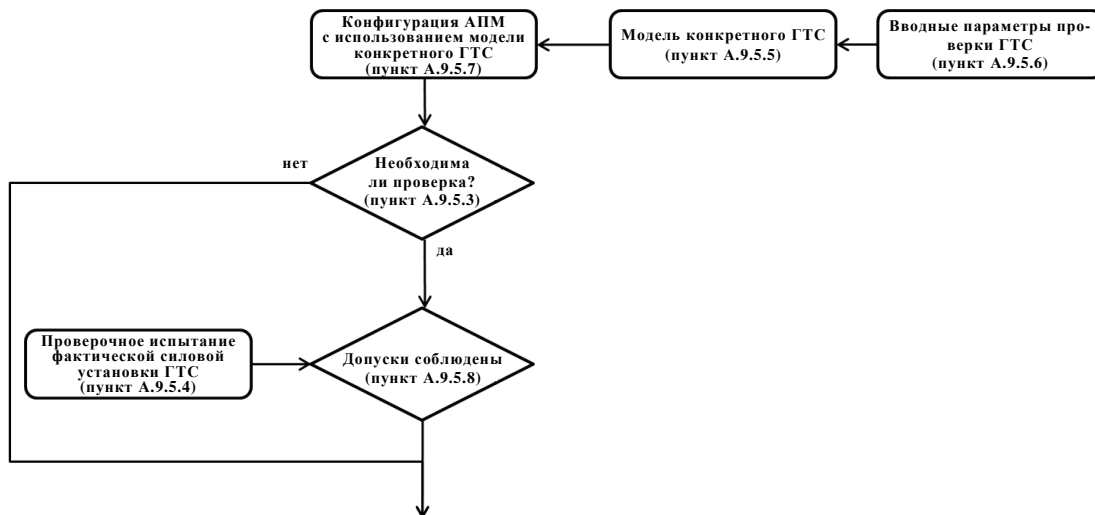 Конфигурация АПМ
с использованием модели
конкретного ГТС
(пункт А.9.5.7)
Модель конкретного ГТС
(пункт А.9.5.5)
Вводные параметры про-
верки ГТС
(пункт А.9.5.6)
нет
Необходима
ли проверка?
(пункт А.9.5.3)
да
Проверочное испытание
фактической силовой
установки ГТС
(пункт А.9.5.4)
Допуски соблюдены
(пункт А.9.5.8)